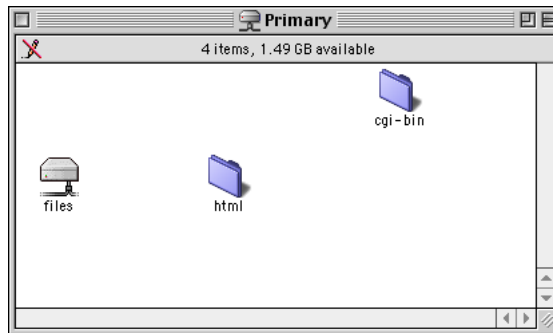 Primary
4 items, 1.49 GB available
cgi-bin
files
html